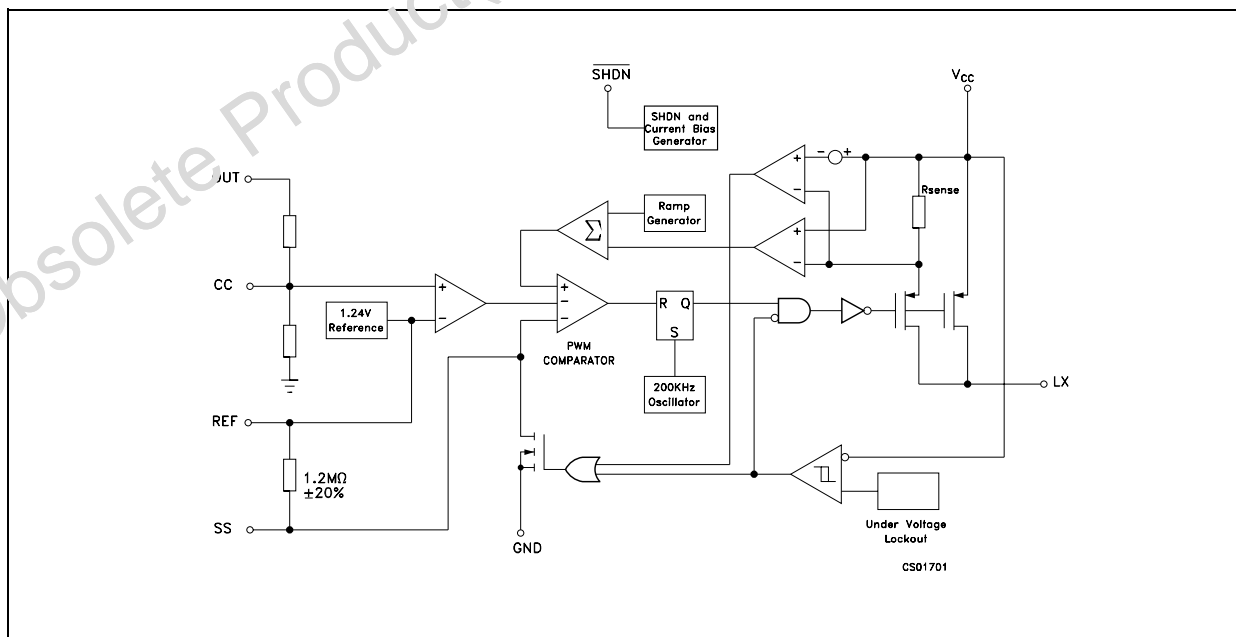 Obsolete Product
SHDN
VCC
SHDN and
Current Bias
Generator
OUT
Rsense
Ramp
Generator
Σ
CC
1.24V
Reference
PWM
COMPARATOR
R Q
S
200KHz
Oscillator
LX
REF
1.2MΩ
±20%
SS
GND
Under Voltage
Lockout
CS01701
+
-
+
-
+
-
+
-
+
-
-
+